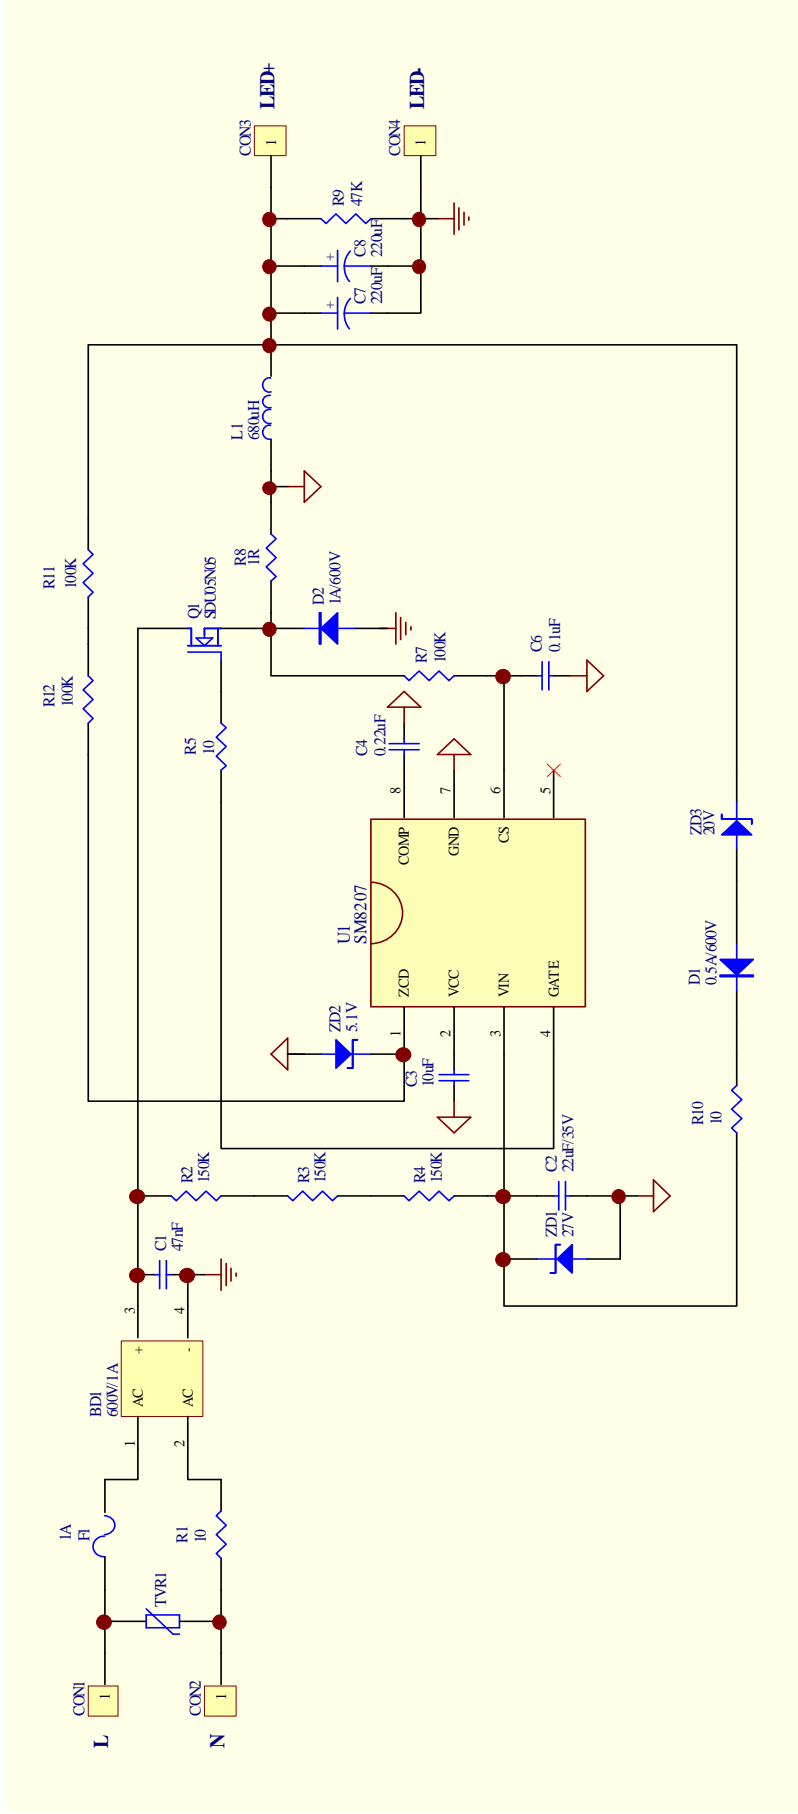 L
CON1
1
N
CON2
1
TVR1
1A
F1
R1
10
BD1
600V/1A
AC
AC
+
-
1
2
3
4
C1
47nF
R2
150K
R3
150K
R4
150K
C2
22uF/35V
ZD1
27V
R10
10
D1
0.5A/600V
ZD3
20V
ZD2
5.1V
C3
10uF
U1
SM8207
ZCD
VCC
VIN
GATE
1
2
3
4
COMP
GND
CS
8
7
6
5
C4
0.22uF
R7
100K
C6
0.1uF
R5
10
R12
100K
R11
100K
Q1
SDU05N05
D2
1A/600V
R8
1R
L1
680uH
+
C7
220uF
+
C8
220uF
R9
47K
CON3
1
LED+
CON4
1
LED-